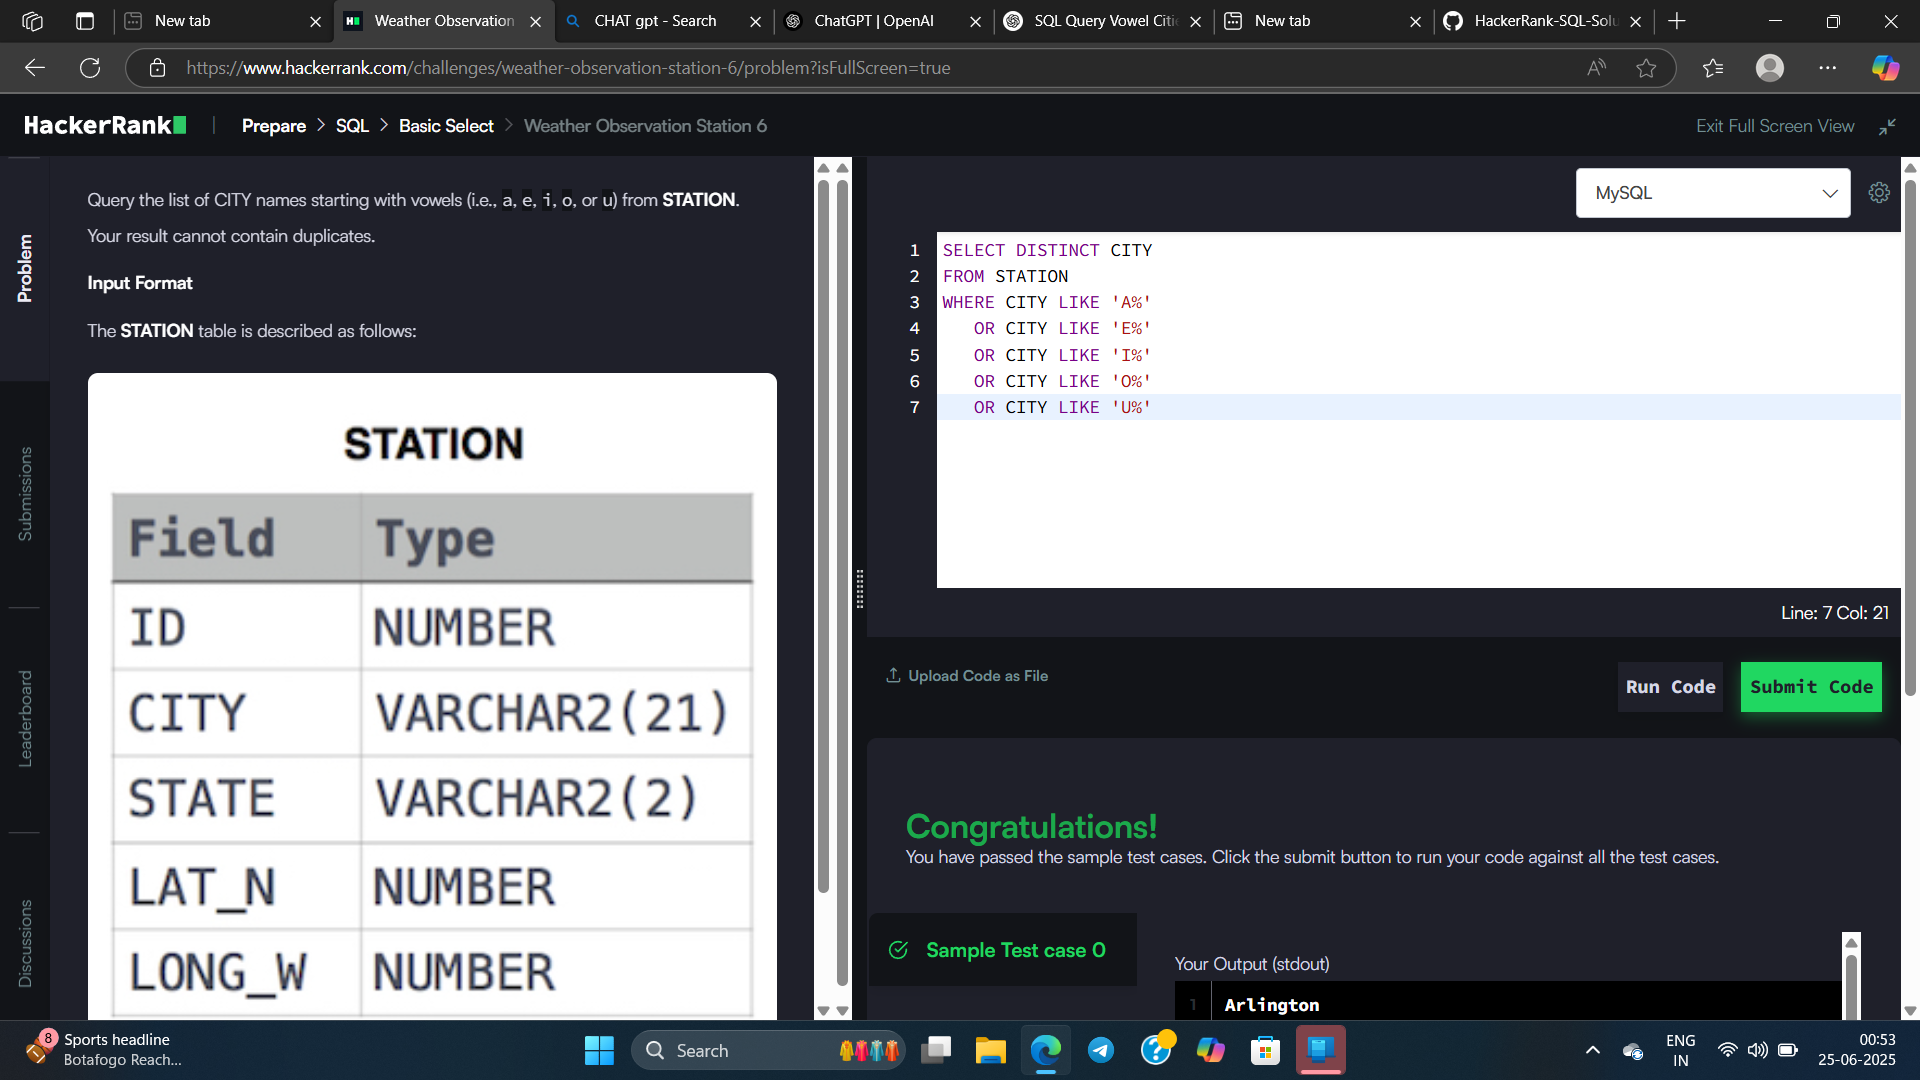 New tab
Weather Observation
CHAT gpt - Search
ChatGPT | OpenAI
SQL Query Vowel Citi
New tab
HackerRank-SQL-Solu
https://www.hackerrank.com/challenges/weather-observation-station-6/problem?isFullScreen=true
HackerRank | Prepare > SQL > Basic Select > Weather Observation Station 6
Exit Full Screen View
Problem
Submissions
Leaderboard
Discussions
Query the list of CITY names starting with vowels (i.e., a, e, i, o, or u) from STATION.
Your result cannot contain duplicates.
Input Format
The STATION table is described as follows:
STATION
Field Type
ID NUMBER
CITY VARCHAR2(21)
STATE VARCHAR2(2)
LAT_N NUMBER
LONG_W NUMBER
MySQL
1 SELECT DISTINCT CITY
2 FROM STATION
3 WHERE CITY LIKE 'A%'
4 OR CITY LIKE 'E%'
5 OR CITY LIKE 'I%'
6 OR CITY LIKE 'O%'
7 OR CITY LIKE 'U%'
Line: 7 Col: 21
Upload Code as File
Run Code
Submit Code
Congratulations!
You have passed the sample test cases. Click the submit button to run your code against all the test cases.
Sample Test case 0
Your Output (stdout)
1 Arlington
8
Sports headline
Botafogo Reach...
Search
ENG
IN
00:53
25-06-2025